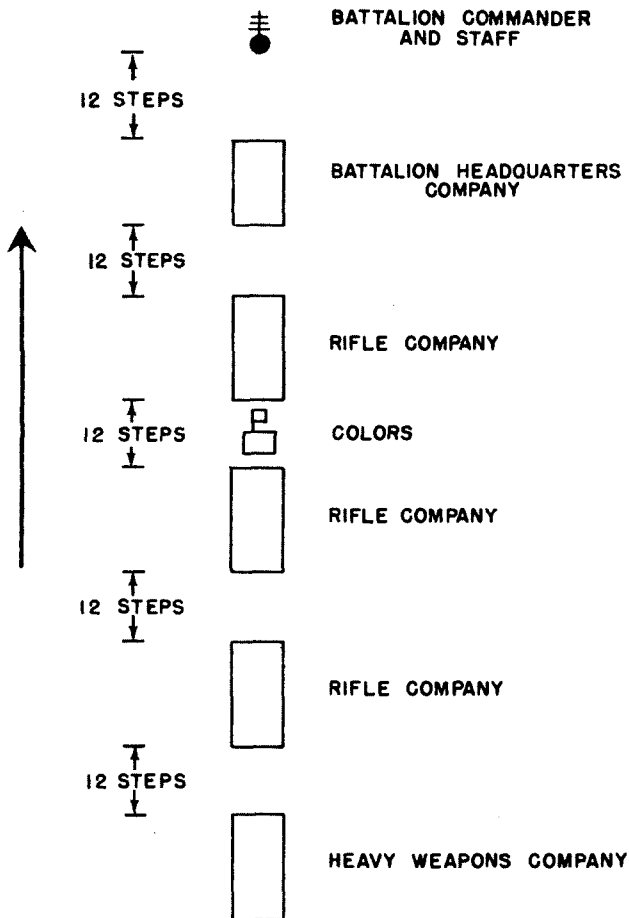 BATTALION COMMANDER
AND STAFF
12 STEPS
BATTALION HEADQUARTERS
COMPANY
12 STEPS
RIFLE COMPANY
12 STEPS
COLORS
RIFLE COMPANY
12 STEPS
RIFLE COMPANY
12 STEPS
HEAVY WEAPONS COMPANY